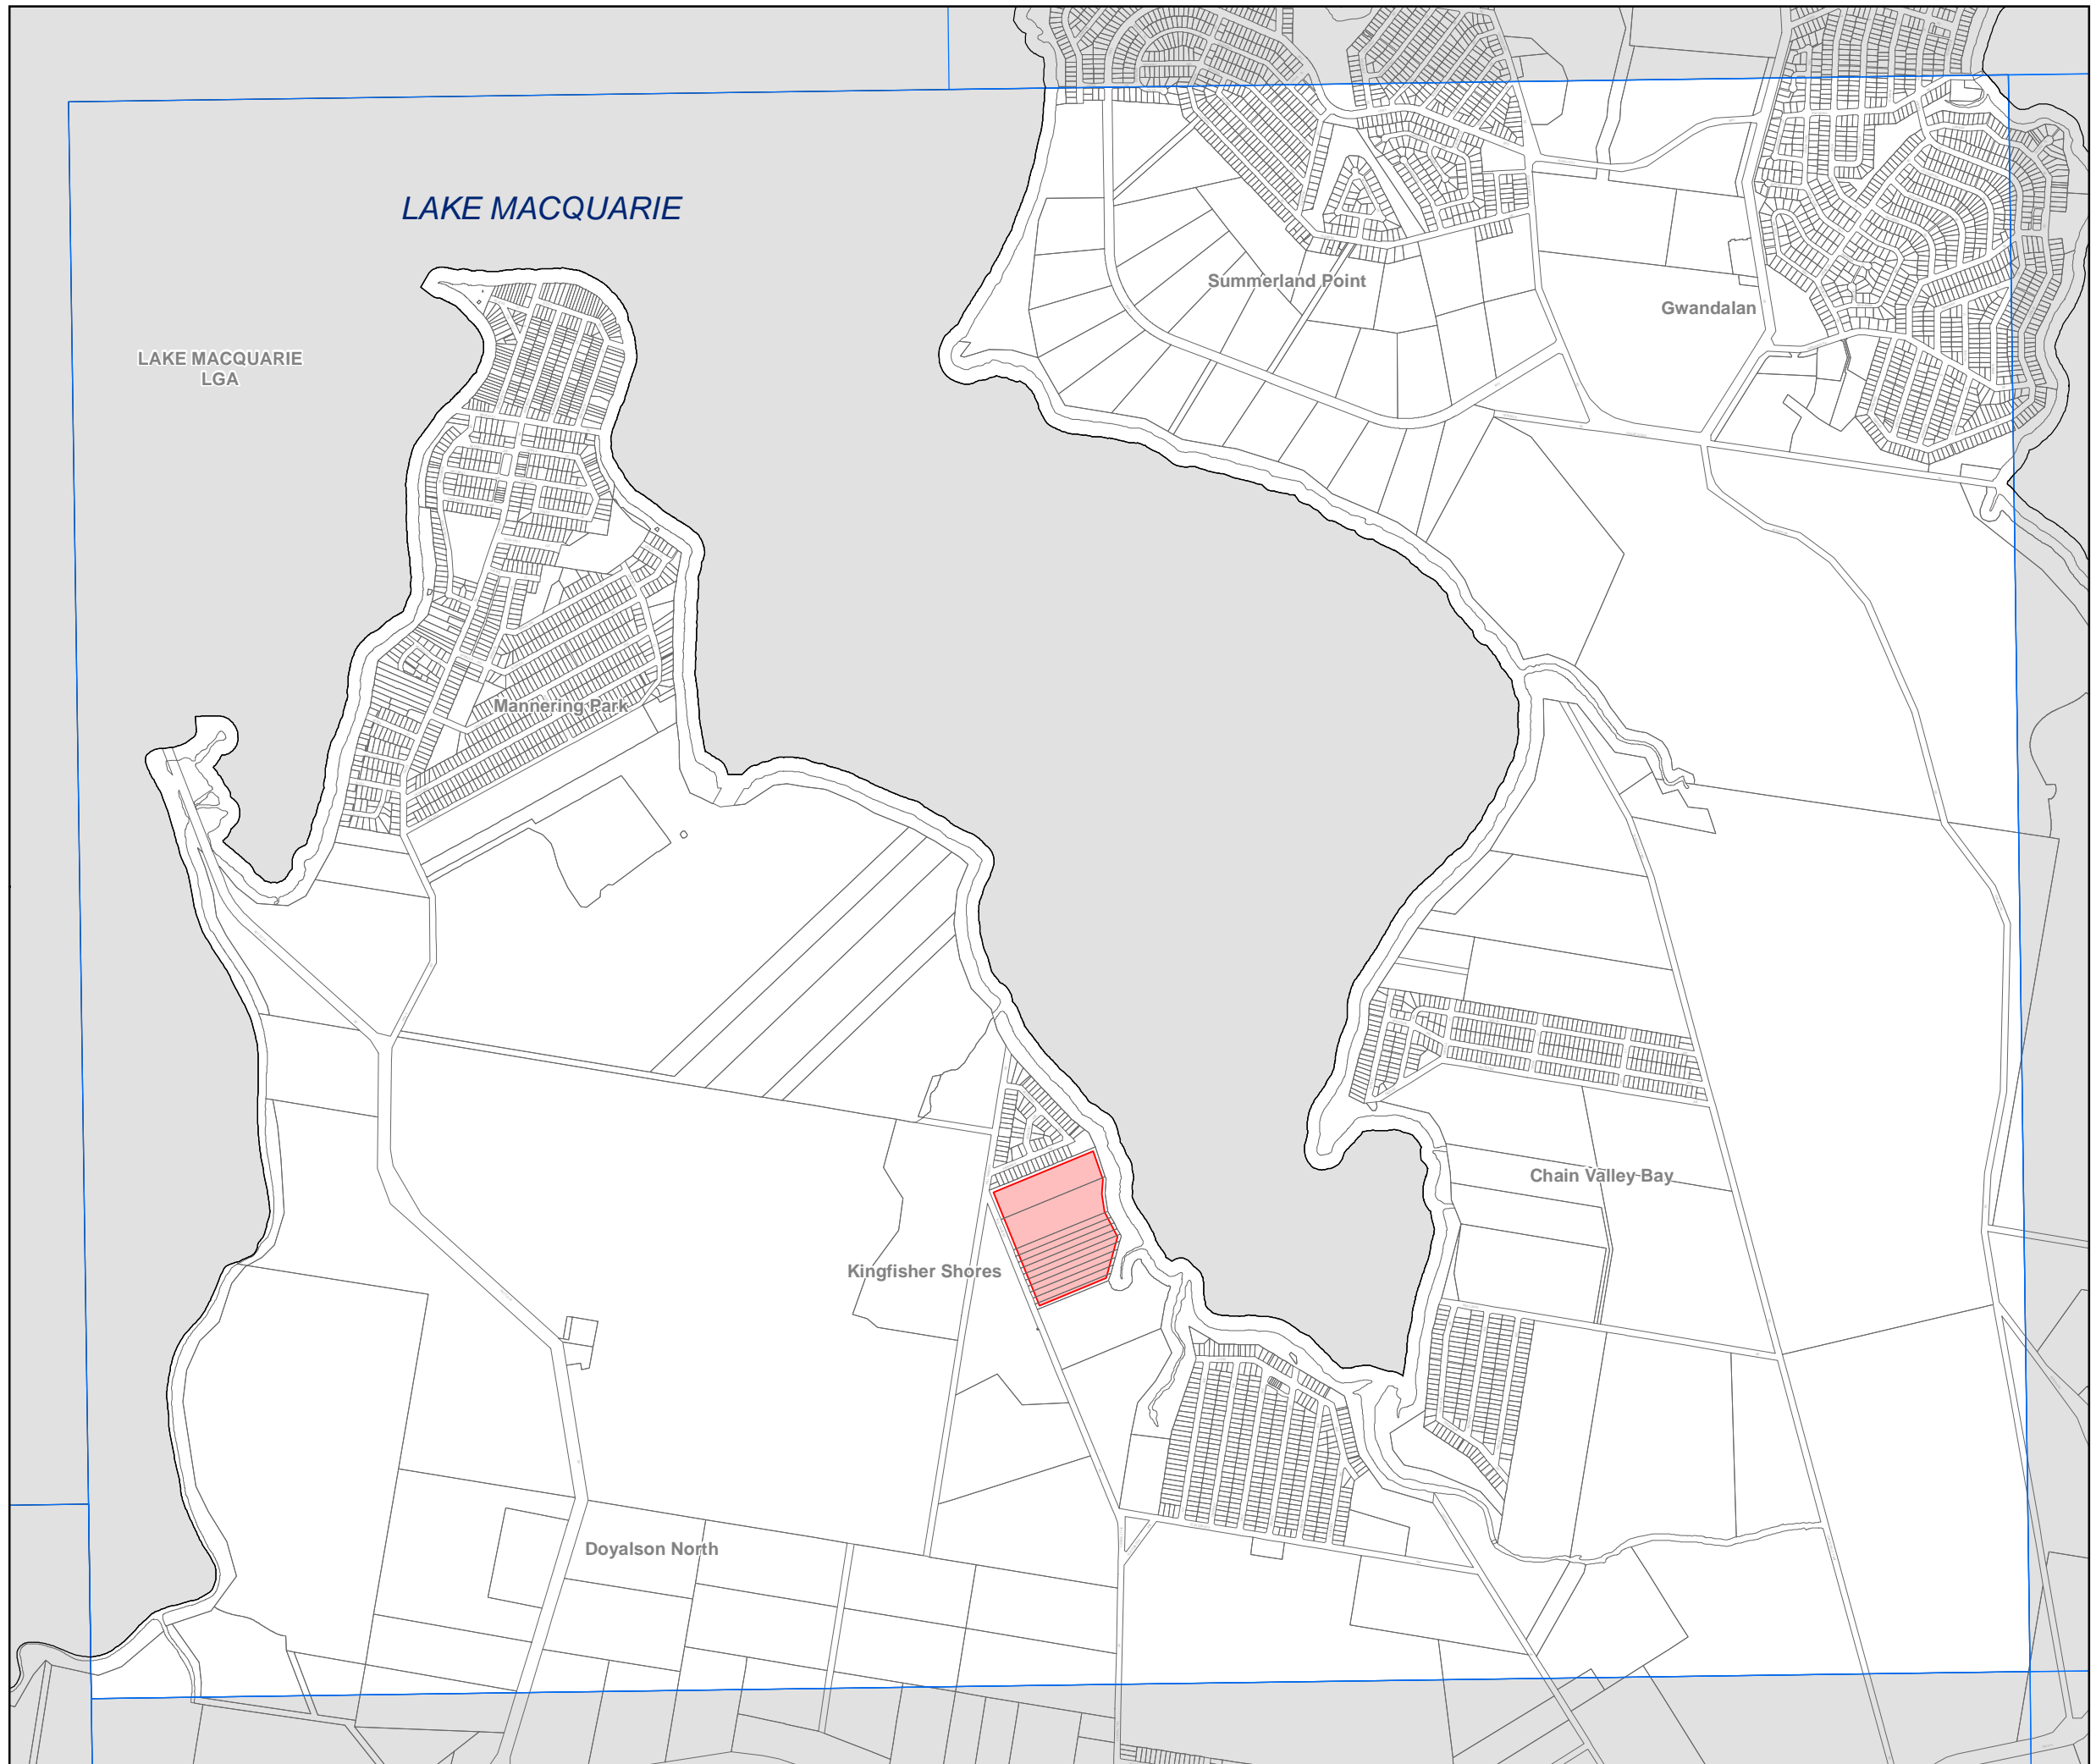 LAKE MACQUARIE
Summerland Point
Gwandalan
LAKE MACQUARIE
LGA
Mannering Park
Chain Valley Bay
Kingfisher Shores
Doyalson North